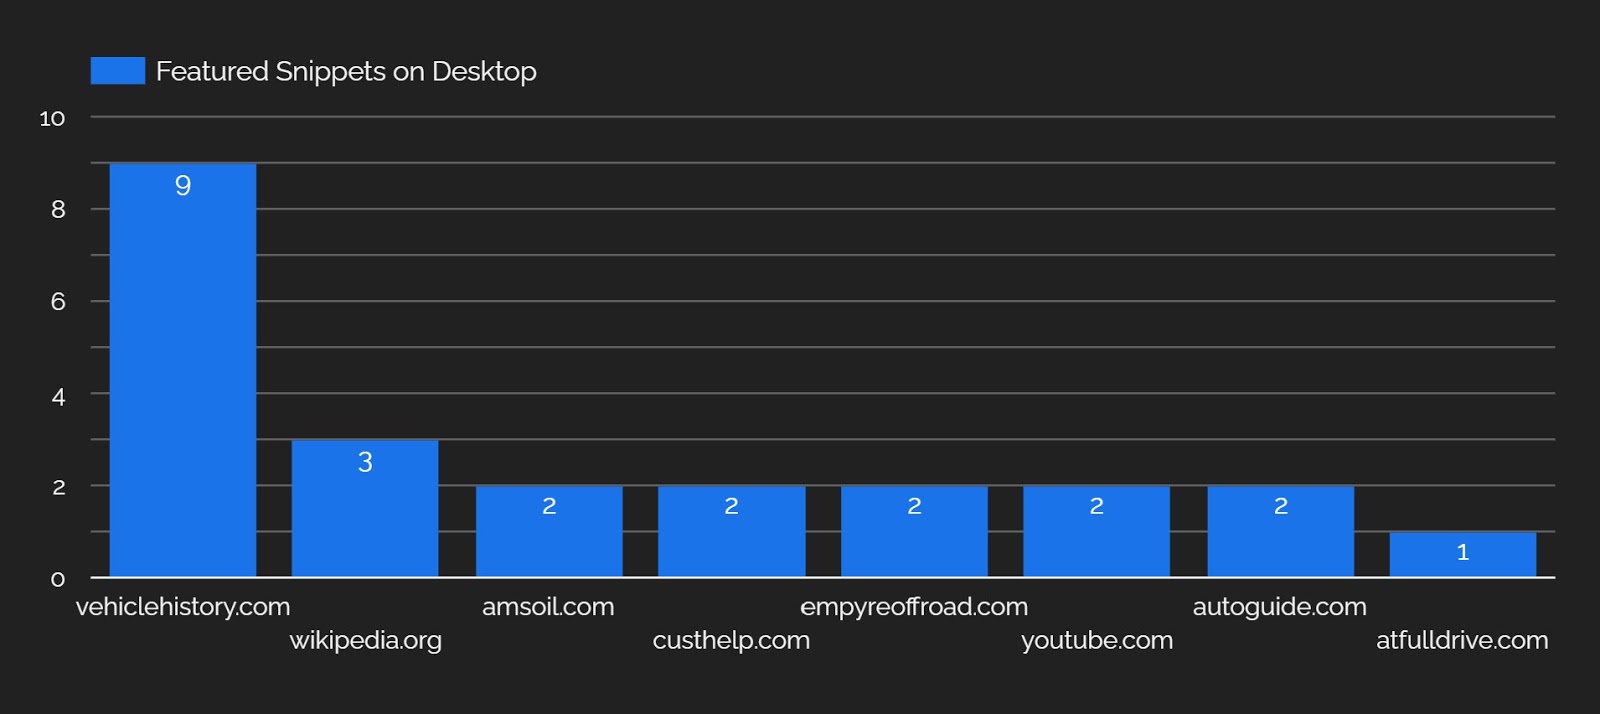 Featured Snippets on Desktop
10
8
6
4
2
0
9
3
2
2
2
2
2
1
vehiclehistory.com
wikipedia.org
amsoil.com
custhelp.com
empyreoffroad.com
youtube.com
autoguide.com
atfulldrive.com